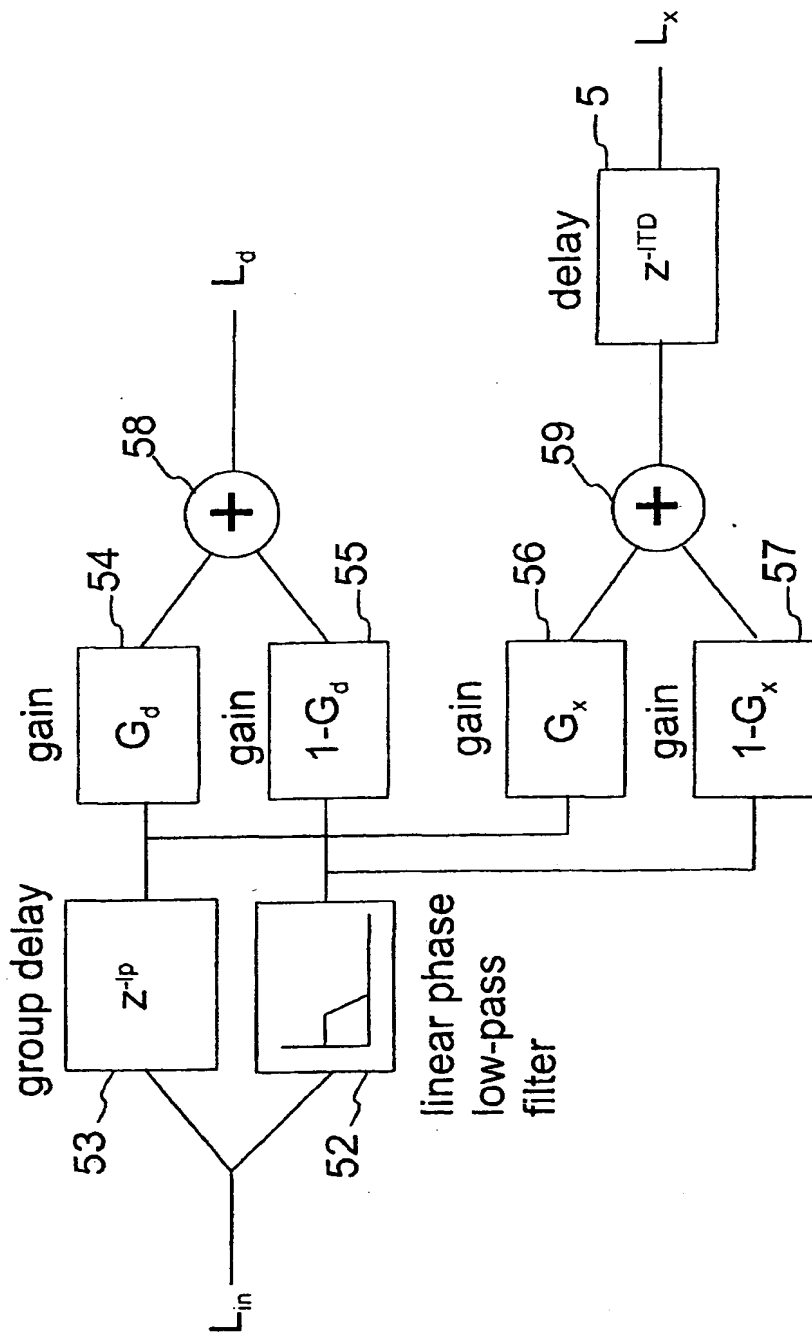 L_in
group delay
z^-lp
53
linear phase
low-pass
filter
52
gain
G_d
54
gain
1-G_d
55
58
L_d
gain
G_x
56
gain
1-G_x
57
59
delay
z^-ITD
5
L_x